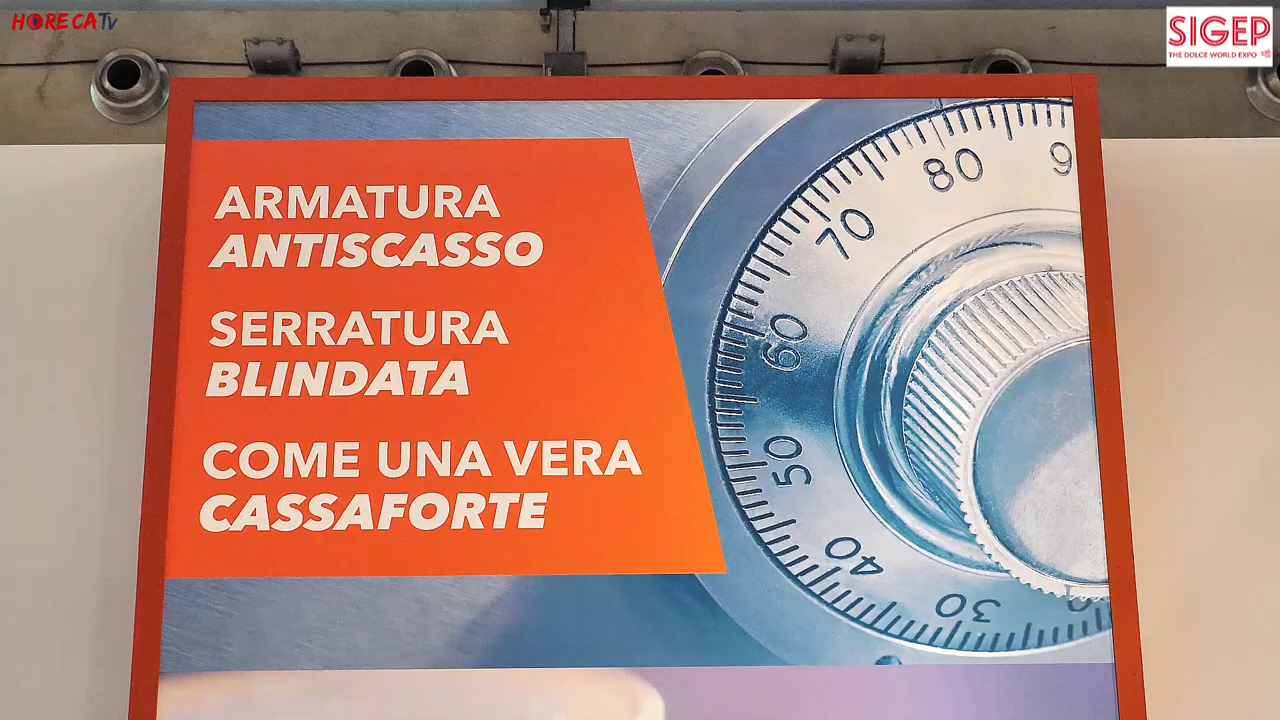 HORECATv
SIGEP
THE DOLCE WORLD EXPO
ARMATURA
ANTISCASSO
SERRATURA
BLINDATA
COME UNA VERA
CASSAFORTE
80
9
70
60
50
40
30